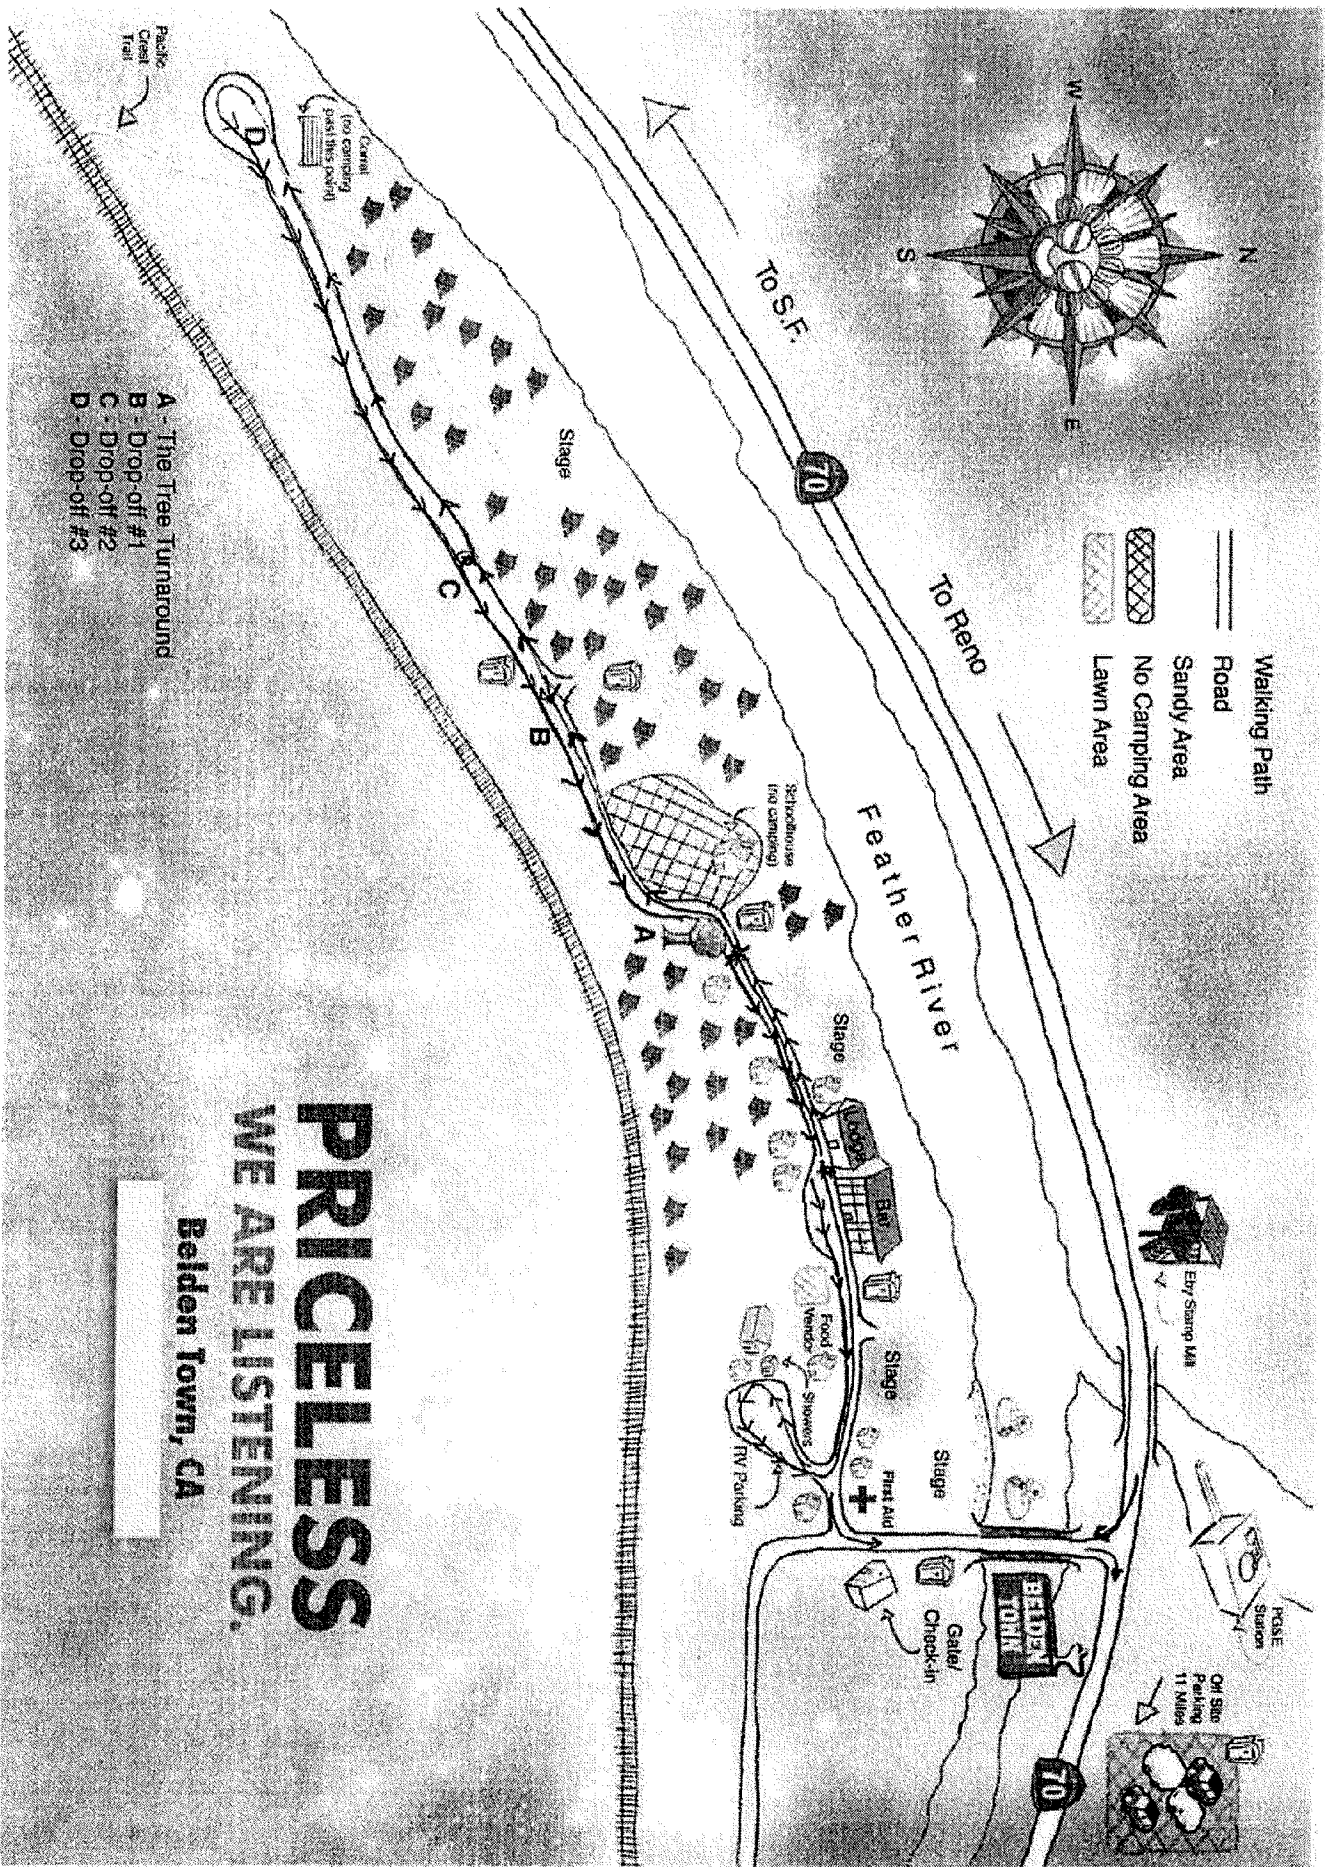 W
N
S
E
Walking Path
Road
Sandy Area
No Camping Area
Lawn Area
To S.F.
70
To Reno
Feather River
Eby Stamp Mill
PG&E
Station
Off Site
Parking
11 Miles
70
BELDEN
TOWN
Gate/
Check-in
First Aid
Stage
Stage
Stage
Stage
Bar
Lodge
Food
Vendor
Showers
RV Parking
Schoolhouse
(no camping)
Corral
(no camping
past this point)
Pacific
Crest
Trail
A
B
C
D
A - The Tree Turnaround
B - Drop-off #1
C - Drop-off #2
D - Drop-off #3
PRICELESS
WE ARE LISTENING.
Belden Town, CA